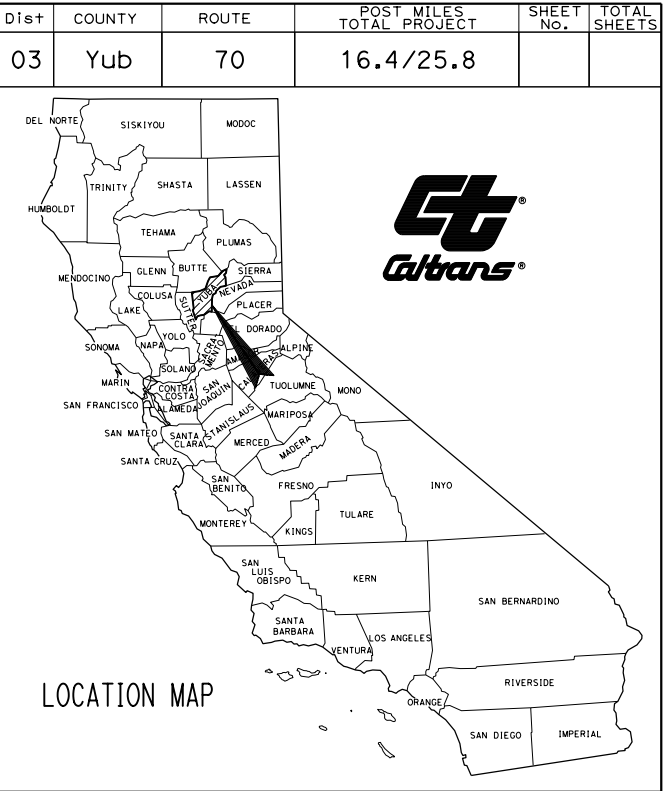 Dist COUNTY ROUTE POST MILES TOTAL PROJECT SHEET No. TOTAL SHEETS
03 Yub 70 16.4/25.8
DEL NORTE SISKIYOU MODOC
TRINITY SHASTA LASSEN
HUMBOLDT
TEHAMA
PLUMAS
MENDOCINO GLENN BUTTE SIERRA
COLUSA SUTTER YUBA NEVADA
LAKE PLACER
YOLO EL DORADO
SONOMA NAPA SACRAMENTO ALPINE
SOLANO AMADOR CALAVERAS
MARIN CONTRA COSTA SAN JOAQUIN TUOLUMNE MONO
SAN FRANCISCO ALAMEDA
STANISLAUS MARIPOSA
SAN MATEO SANTA CLARA MERCED MADERA
SANTA CRUZ
SAN BENITO FRESNO INYO
TULARE
MONTEREY KINGS
SAN LUIS OBISPO KERN
SAN BERNARDINO
SANTA BARBARA
VENTURA LOS ANGELES
RIVERSIDE
ORANGE
SAN DIEGO IMPERIAL
Ct®
Caltrans®
LOCATION MAP